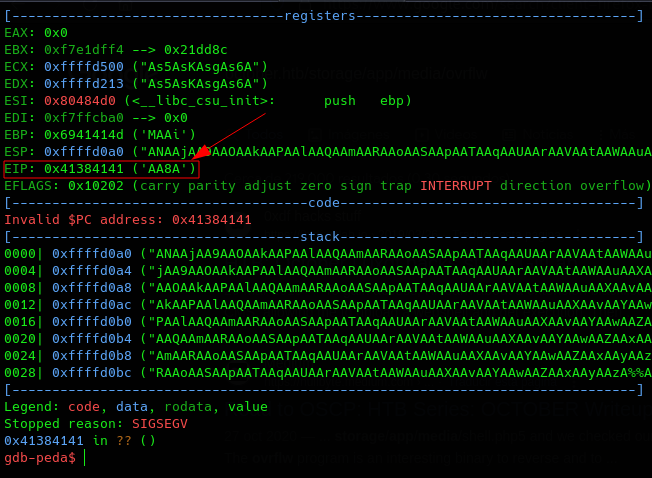 [----------------------------------registers-----------------------------------]
EAX: 0x0
EBX: 0xf7e1dff4 --> 0x21dd8c
ECX: 0xffffd500 ("As5AsKAsgAs6A")
EDX: 0xffffd213 ("As5AsKAsgAs6A")
ESI: 0x80484d0 (<__libc_csu_init>:      push   ebp)
EDI: 0xf7ffcba0 --> 0x0
EBP: 0x6941414d ('MAAi')
ESP: 0xffffd0a0 ("ANAAjAA9AAOAAkAAPAAlAAQAAmAARAAoAASAApAATAAqAAUAArAAVAAtAAWAAuA
EIP: 0x41384141 ('AA8A')
EFLAGS: 0x10202 (carry parity adjust zero sign trap INTERRUPT direction overflow)
[-------------------------------------code-------------------------------------]
Invalid $PC address: 0x41384141
[------------------------------------stack-------------------------------------]
0000| 0xffffd0a0 ("ANAAjAA9AAOAAkAAPAAlAAQAAmAARAAoAASAApAATAAqAAUAArAAVAAtAAWAAu
0004| 0xffffd0a4 ("jAA9AAOAAkAAPAAlAAQAAmAARAAoAASAApAATAAqAAUAArAAVAAtAAWAAuAAXA
0008| 0xffffd0a8 ("AAOAAkAAPAAlAAQAAmAARAAoAASAApAATAAqAAUAArAAVAAtAAWAAuAAXAAvAA
0012| 0xffffd0ac ("AkAAPAAlAAQAAmAARAAoAASAApAATAAqAAUAArAAVAAtAAWAAuAAXAAvAAYAAw
0016| 0xffffd0b0 ("PAAlAAQAAmAARAAoAASAApAATAAqAAUAArAAVAAtAAWAAuAAXAAvAAYAAwAAZA
0020| 0xffffd0b4 ("AAQAAmAARAAoAASAApAATAAqAAUAArAAVAAtAAWAAuAAXAAvAAYAAwAAZAAxAA
0024| 0xffffd0b8 ("AmAARAAoAASAApAATAAqAAUAArAAVAAtAAWAAuAAXAAvAAYAAwAAZAAxAAyAAz
0028| 0xffffd0bc ("RAAoAASAApAATAAqAAUAArAAVAAtAAWAAuAAXAAvAAYAAwAAZAAxAAyAAzA%%A
[------------------------------------------------------------------------------]
Legend: code, data, rodata, value
Stopped reason: SIGSEGV
0x41384141 in ?? ()
gdb-peda$